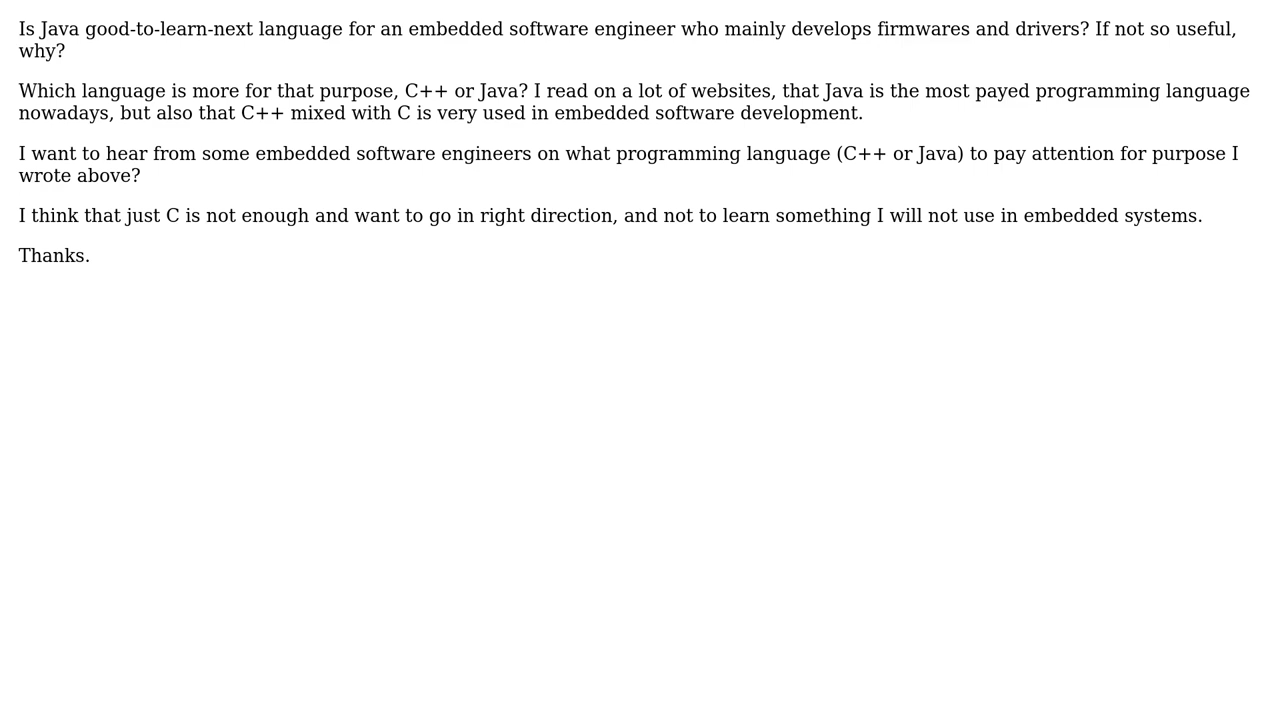 Is Java good-to-learn-next language for an embedded software engineer who mainly develops firmwares and drivers? If not so useful,
why?
Which language is more for that purpose, C++ or Java? I read on a lot of websites, that Java is the most payed programming language
nowadays, but also that C++ mixed with C is very used in embedded software development.
I want to hear from some embedded software engineers on what programming language (C++ or Java) to pay attention for purpose I
wrote above?
I think that just C is not enough and want to go in right direction, and not to learn something I will not use in embedded systems.
Thanks.